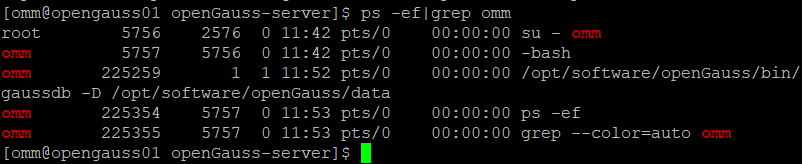 [omm@opengauss01 openGauss-server]$ ps -ef|grep omm
root 5756 2576 0 11:42 pts/0 00:00:00 su - omm
omm 5757 5756 0 11:42 pts/0 00:00:00 -bash
omm 225259 1 1 11:52 pts/0 00:00:00 /opt/software/openGauss/bin/
gaussdb -D /opt/software/openGauss/data
omm 225354 5757 0 11:53 pts/0 00:00:00 ps -ef
omm 225355 5757 0 11:53 pts/0 00:00:00 grep --color=auto omm
[omm@opengauss01 openGauss-server]$